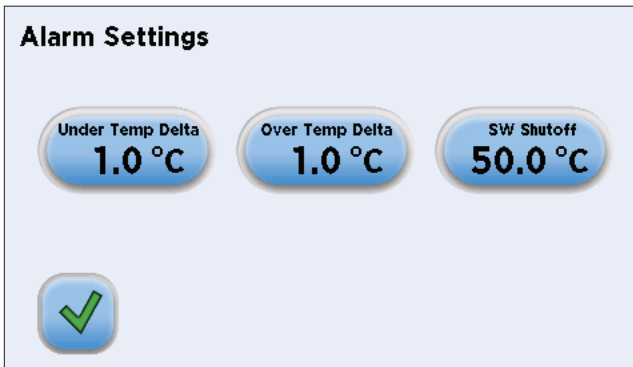 Alarm Settings
Under Temp Delta
1.0 °C
Over Temp Delta
1.0 °C
SW Shutoff
50.0 °C